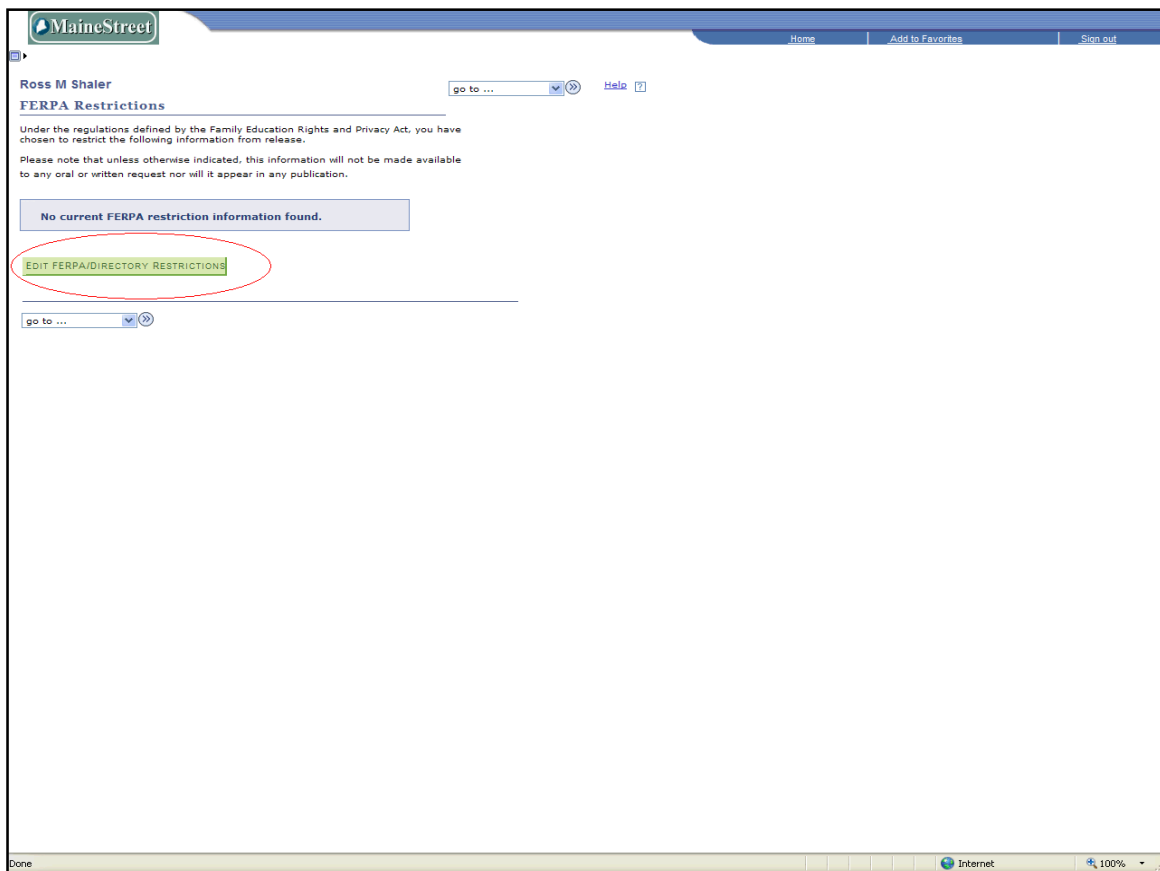 MaineStreet
Home
Add to Favorites
Sign out
Ross M Shaler
go to ...
Help
?
FERPA Restrictions
Under the regulations defined by the Family Education Rights and Privacy Act, you have
chosen to restrict the following information from release.
Please note that unless otherwise indicated, this information will not be made available
to any oral or written request nor will it appear in any publication.
No current FERPA restriction information found.
EDIT FERPA/DIRECTORY RESTRICTIONS
go to ...
Done
Internet
100%